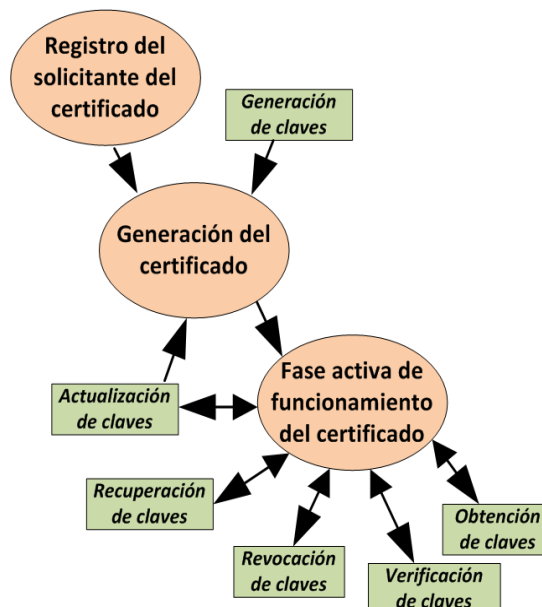 Registro del
solicitante del
certificado
Generación
de claves
Generación del
certificado
Fase activa de
funcionamiento
del certificado
Actualización
de claves
Recuperación
de claves
Revocación
de claves
Verificación
de claves
Obtención
de claves